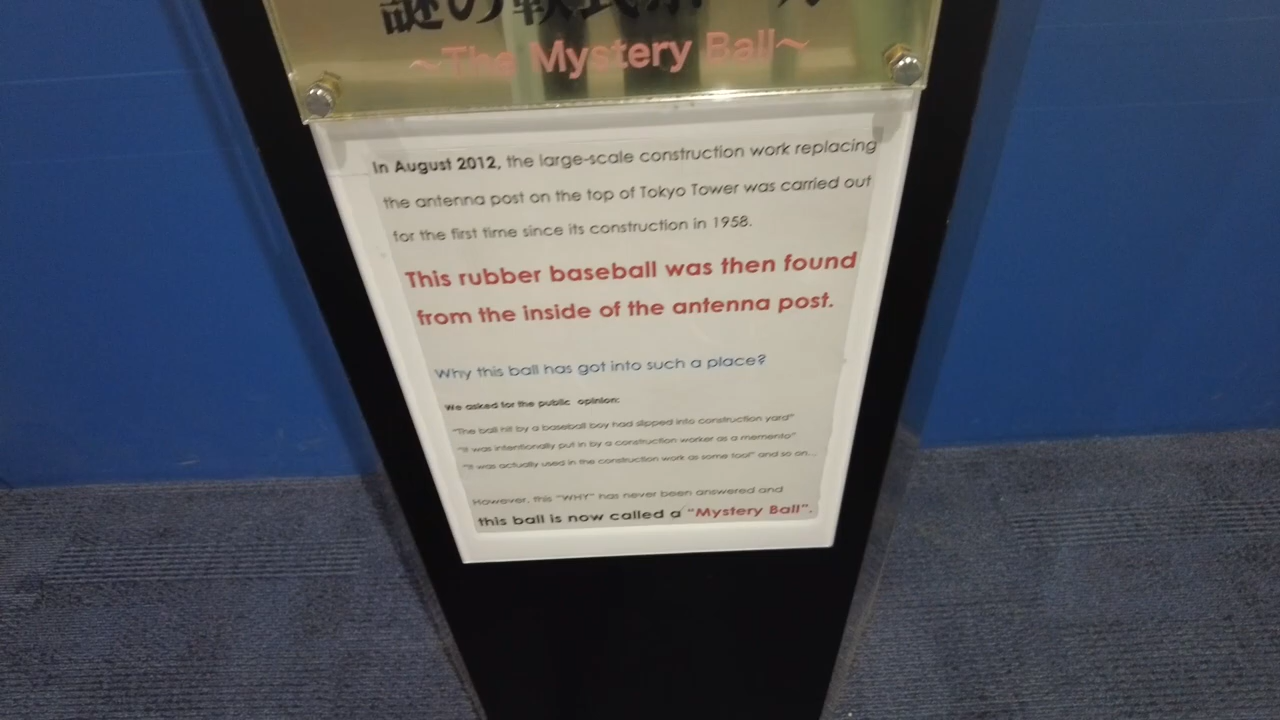 謎の軟式
~The Mystery Ball~
In August 2012, the large-scale construction work replacing
the antenna post on the top of Tokyo Tower was carried out
for the first time since its construction in 1958.
This rubber baseball was then found
from the inside of the antenna post.
Why this ball has got into such a place?
We asked for the public opinion:
"The ball hit by a baseball boy had slipped into construction yard"
"It was intentionally put in by a construction worker as a memento"
"It was actually used in the construction work as some tool" and so on...
However, this "WHY" has never been answered and
this ball is now called a "Mystery Ball".